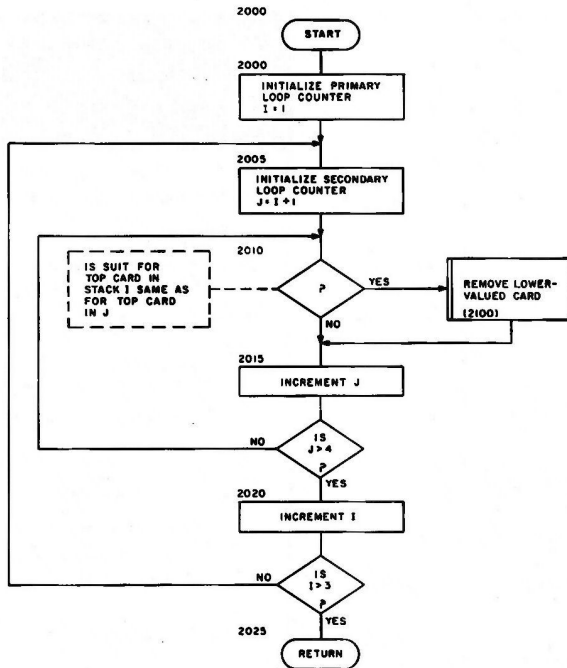 2000
START
2000
INITIALIZE PRIMARY
LOOP COUNTER
I = 1
2005
INITIALIZE SECONDARY
LOOP COUNTER
J = I + 1
2010
IS SUIT FOR
TOP CARD IN
STACK I SAME AS
FOR TOP CARD
IN J
?
YES
REMOVE LOWER-
VALUED CARD
(2100)
NO
2015
INCREMENT J
NO
IS
J > 4
?
YES
2020
INCREMENT I
NO
IS
I > 3
?
YES
2025
RETURN